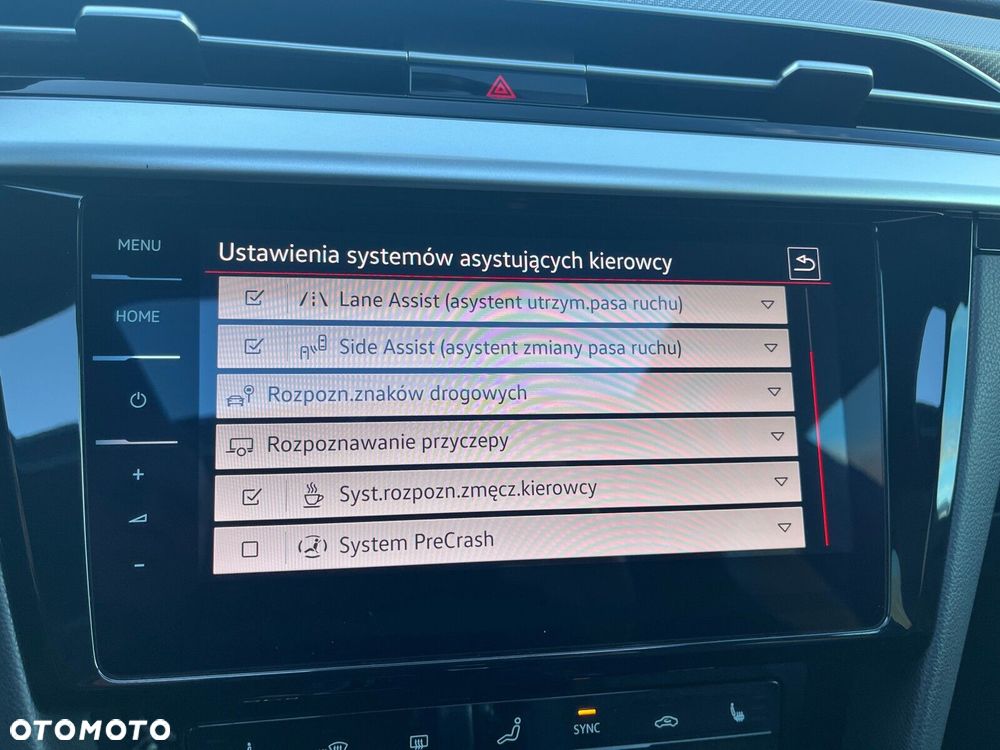 MENU
HOME
+
-
Ustawienia systemów asystujących kierowcy
Lane Assist (asystent utrzym.pasa ruchu)
Side Assist (asystent zmiany pasa ruchu)
Rozpozn.znaków drogowych
Rozpoznawanie przyczepy
Syst.rozpozn.zmęcz.kierowcy
System PreCrash
SYNC
OTOMOTO